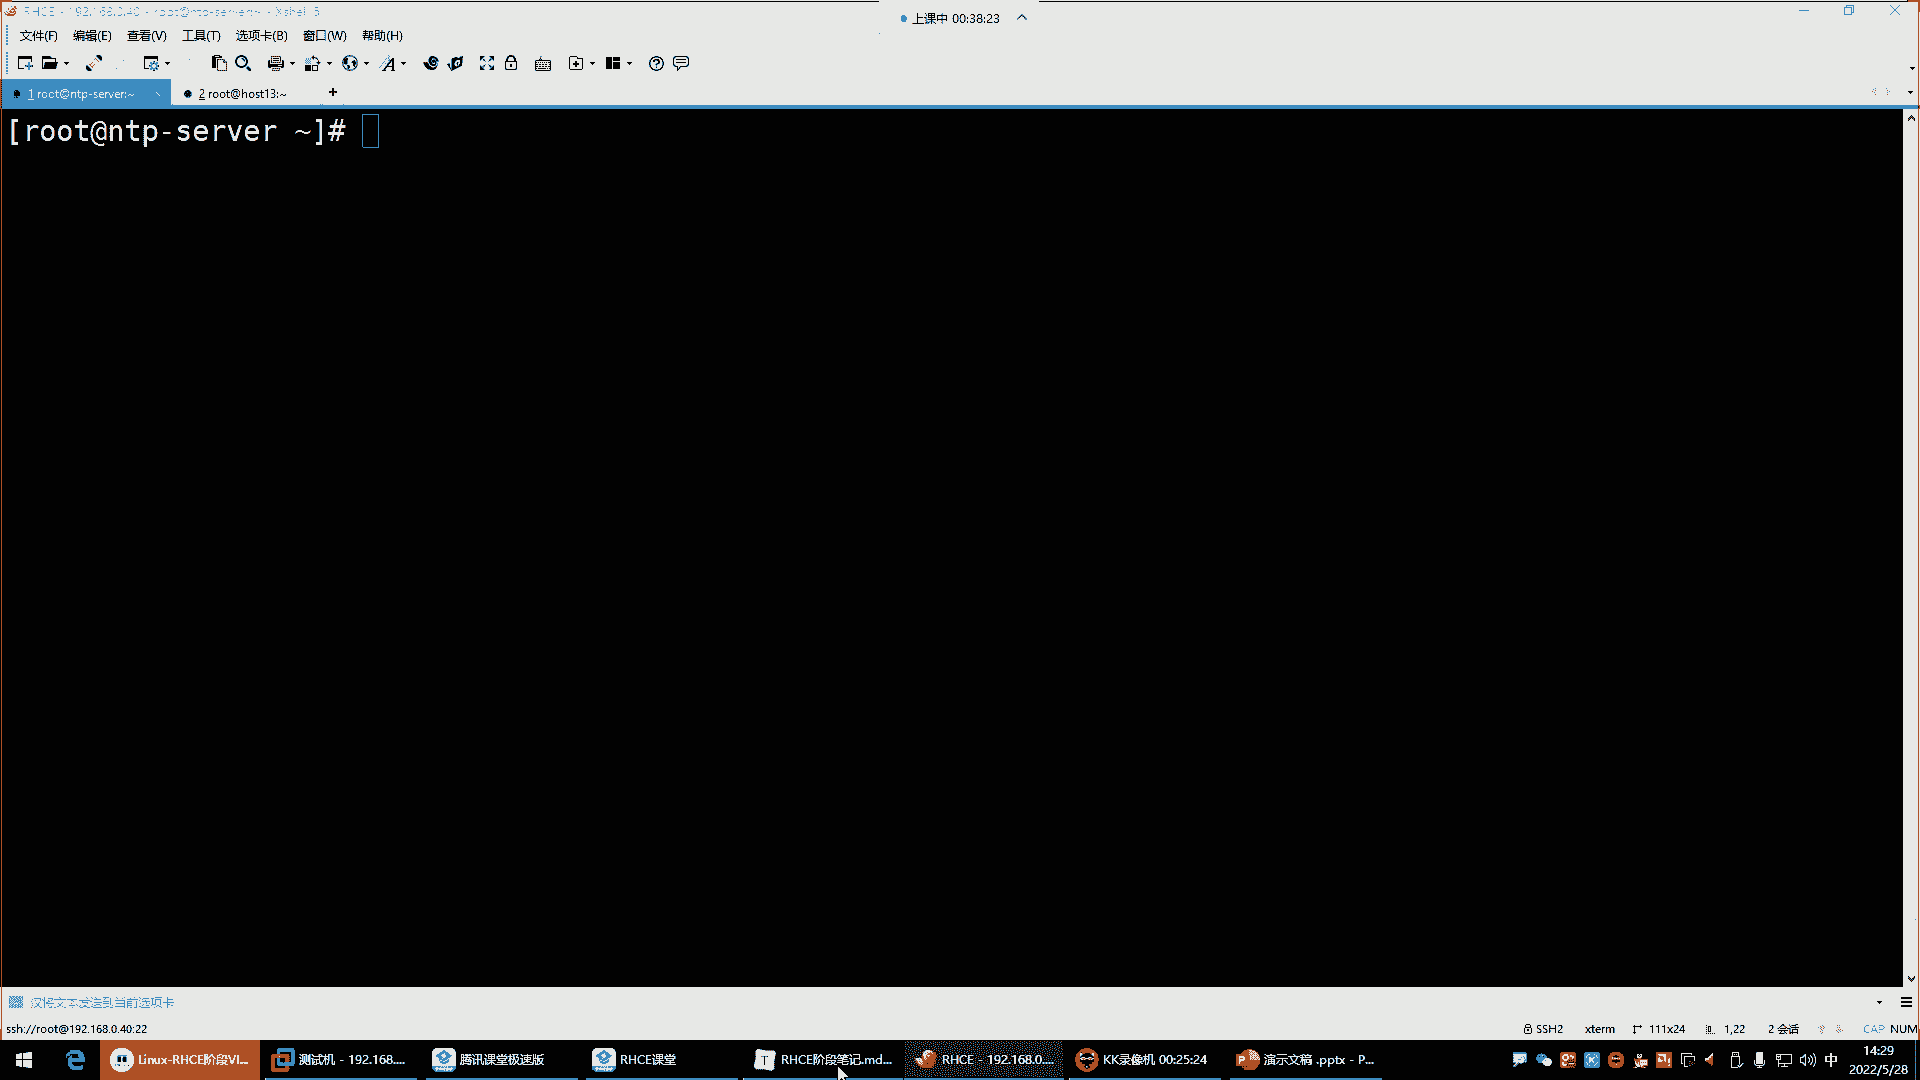 RHCE - 192.168.0.40 - root@ntp-server:~ - Xshell 6
上课中 00:38:23
文件(F) 编辑(E) 查看(V) 工具(T) 选项卡(B) 窗口(W) 帮助(H)
1 root@ntp-server:~ 2 root@host13:~ +
[root@ntp-server ~]#
仅将文本发送到当前选项卡
ssh://root@192.168.0.40:22 SSH2 xterm 111x24 1,22 2 会话 CAP NUM
Linux-RHCE阶段VI... 测试机 - 192.168.... 腾讯课堂极速版 RHCE课堂 RHCE阶段笔记.md... RHCE - 192.168.0.... KK录像机 00:25:24 演示文稿 .pptx - P... 中 14:29
2022/5/28